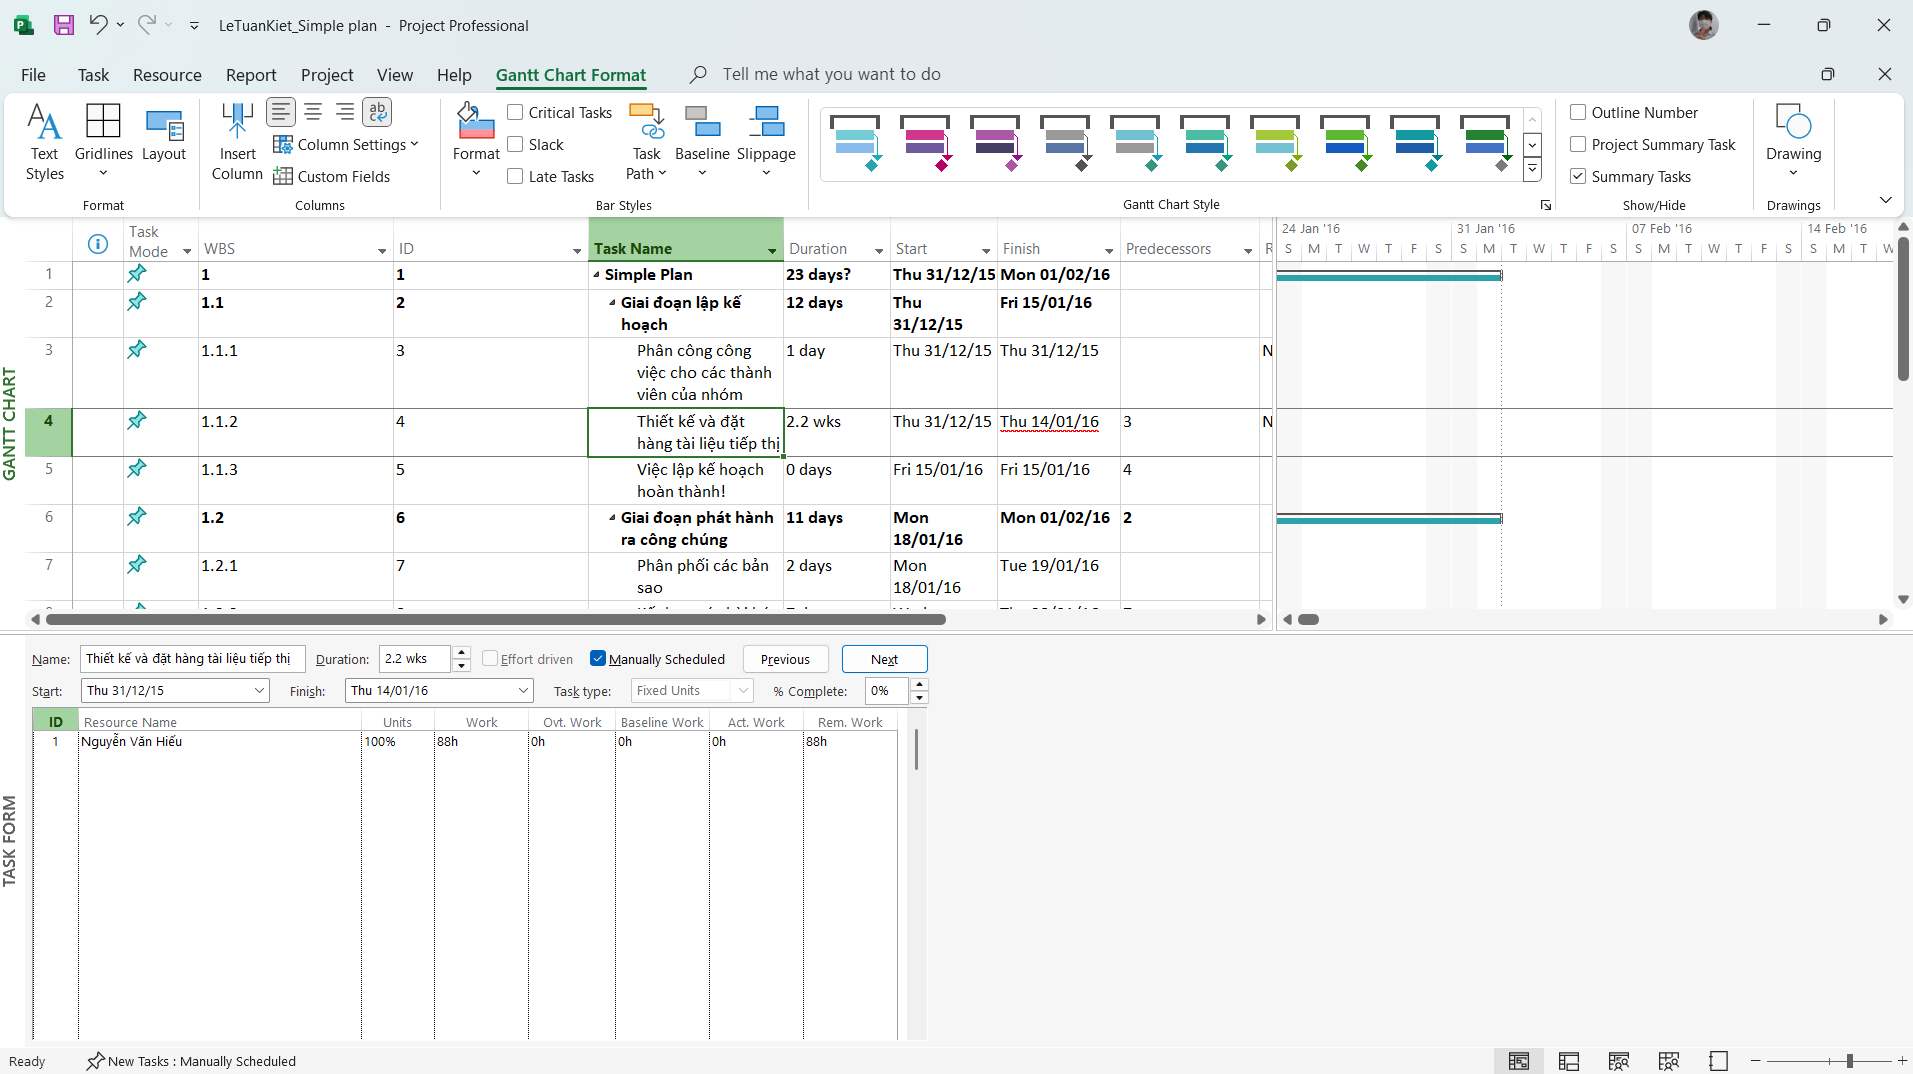 LeTuanKiet_Simple plan - Project Professional
File Task Resource Report Project View Help Gantt Chart Format Tell me what you want to do
Text Styles
Gridlines
Layout
Format
Insert Column
Column Settings
Custom Fields
Columns
Format
Critical Tasks
Slack
Late Tasks
Task Path
Baseline
Slippage
Bar Styles
Gantt Chart Style
Outline Number
Project Summary Task
Summary Tasks
Show/Hide
Drawing
Drawings
GANTT CHART
Task Mode WBS ID Task Name Duration Start Finish Predecessors R
24 Jan '16 31 Jan '16 07 Feb '16 14 Feb '16
S M T W T F S S M T W T F S S M T W T F S S M T W
1 1 1 Simple Plan 23 days? Thu 31/12/15 Mon 01/02/16
2 1.1 2 Giai đoạn lập kế hoạch 12 days Thu 31/12/15 Fri 15/01/16
3 1.1.1 3 Phân công công việc cho các thành viên của nhóm 1 day Thu 31/12/15 Thu 31/12/15 N
4 1.1.2 4 Thiết kế và đặt hàng tài liệu tiếp thị 2.2 wks Thu 31/12/15 Thu 14/01/16 3 N
5 1.1.3 5 Việc lập kế hoạch hoàn thành! 0 days Fri 15/01/16 Fri 15/01/16 4
6 1.2 6 Giai đoạn phát hành ra công chúng 11 days Mon 18/01/16 Mon 01/02/16 2
7 1.2.1 7 Phân phối các bản sao 2 days Mon 18/01/16 Tue 19/01/16
TASK FORM
Name: Thiết kế và đặt hàng tài liệu tiếp thị Duration: 2.2 wks Effort driven Manually Scheduled Previous Next
Start: Thu 31/12/15 Finish: Thu 14/01/16 Task type: Fixed Units % Complete: 0%
ID Resource Name Units Work Ovt. Work Baseline Work Act. Work Rem. Work
1 Nguyễn Văn Hiếu 100% 88h 0h 0h 0h 88h
Ready New Tasks : Manually Scheduled